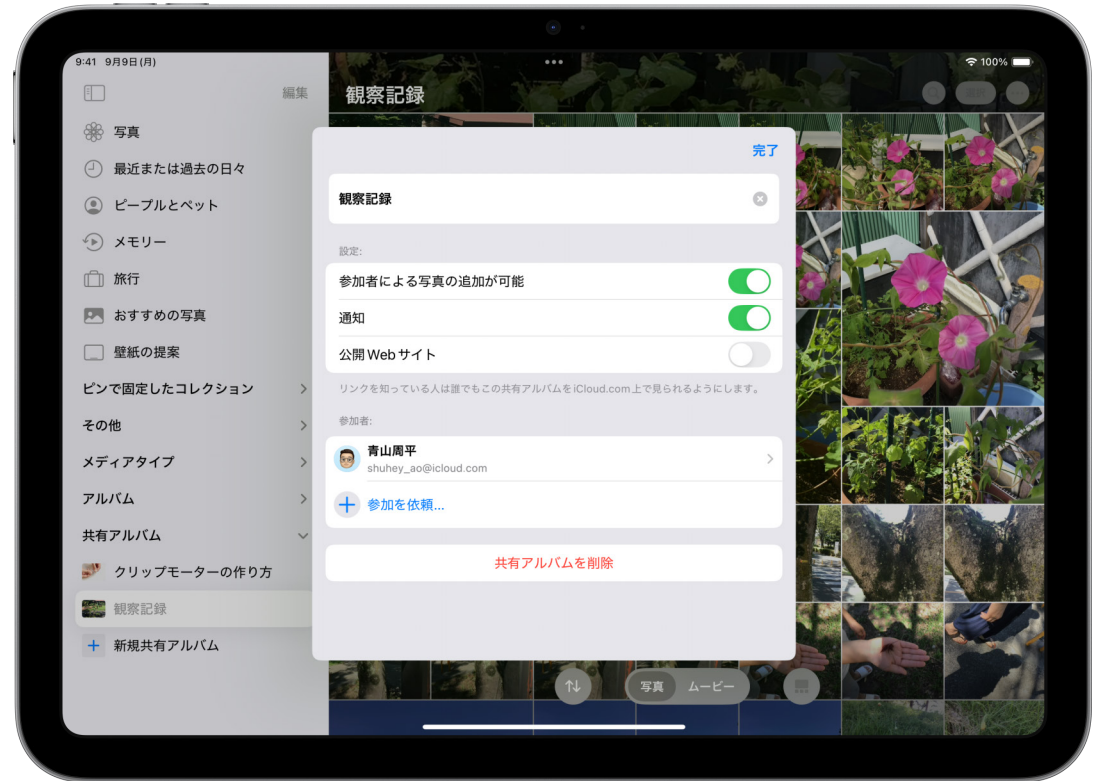 9:41 9月9日(月)
100%
編集
観察記録
選択
写真
最近または過去の日々
ピープルとペット
メモリー
旅行
おすすめの写真
壁紙の提案
ピンで固定したコレクション
その他
メディアタイプ
アルバム
共有アルバム
クリップモーターの作り方
観察記録
新規共有アルバム
完了
観察記録
設定:
参加者による写真の追加が可能
通知
公開Webサイト
リンクを知っている人は誰でもこの共有アルバムをiCloud.com上で見られるようにします。
参加者:
青山周平
shuhey_ao@icloud.com
参加を依頼...
共有アルバムを削除
写真 ムービー